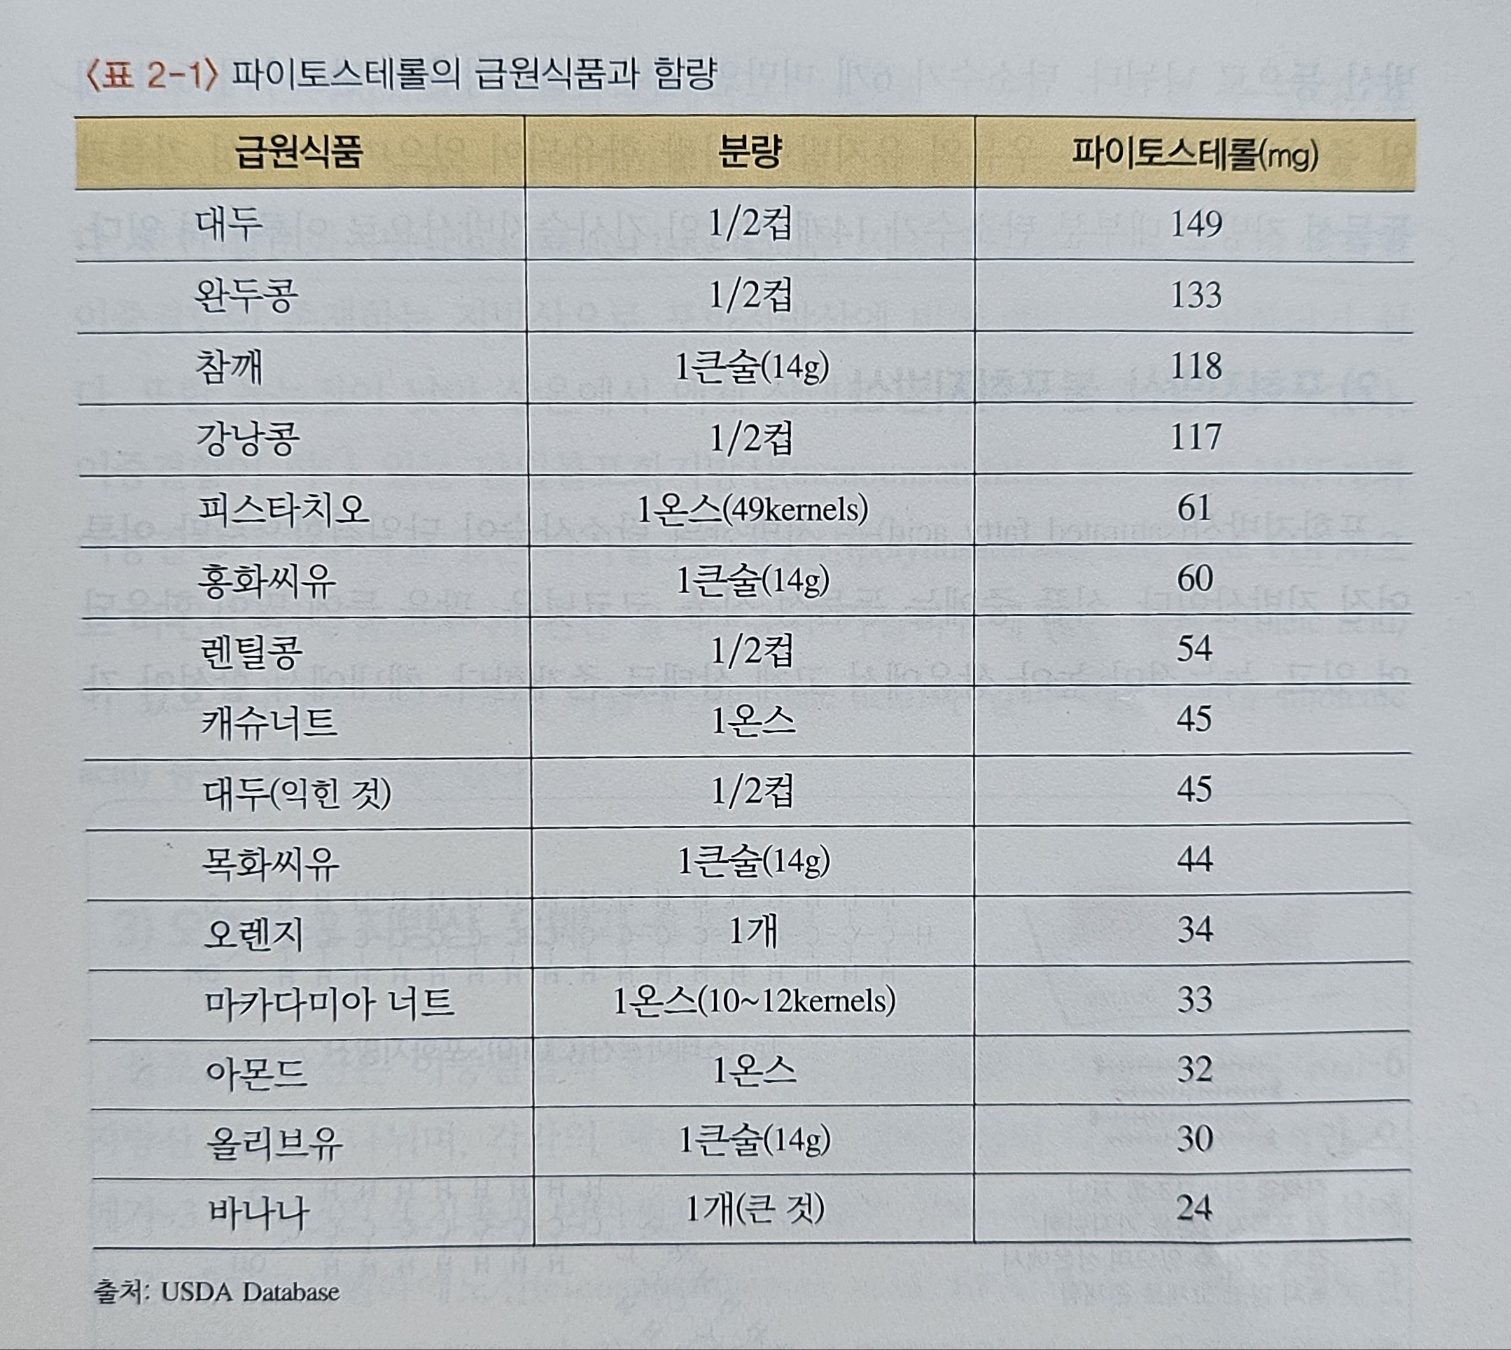 〈표 2-1〉 파이토스테롤의 급원식품과 함량
급원식품 분량 파이토스테롤(mg)
대두 1/2컵 149
완두콩 1/2컵 133
참깨 1큰술(14g) 118
강낭콩 1/2컵 117
피스타치오 1온스(49kernels) 61
홍화씨유 1큰술(14g) 60
렌틸콩 1/2컵 54
캐슈너트 1온스 45
대두(익힌 것) 1/2컵 45
목화씨유 1큰술(14g) 44
오렌지 1개 34
마카다미아 너트 1온스(10~12kernels) 33
아몬드 1온스 32
올리브유 1큰술(14g) 30
바나나 1개(큰 것) 24
출처: USDA Database